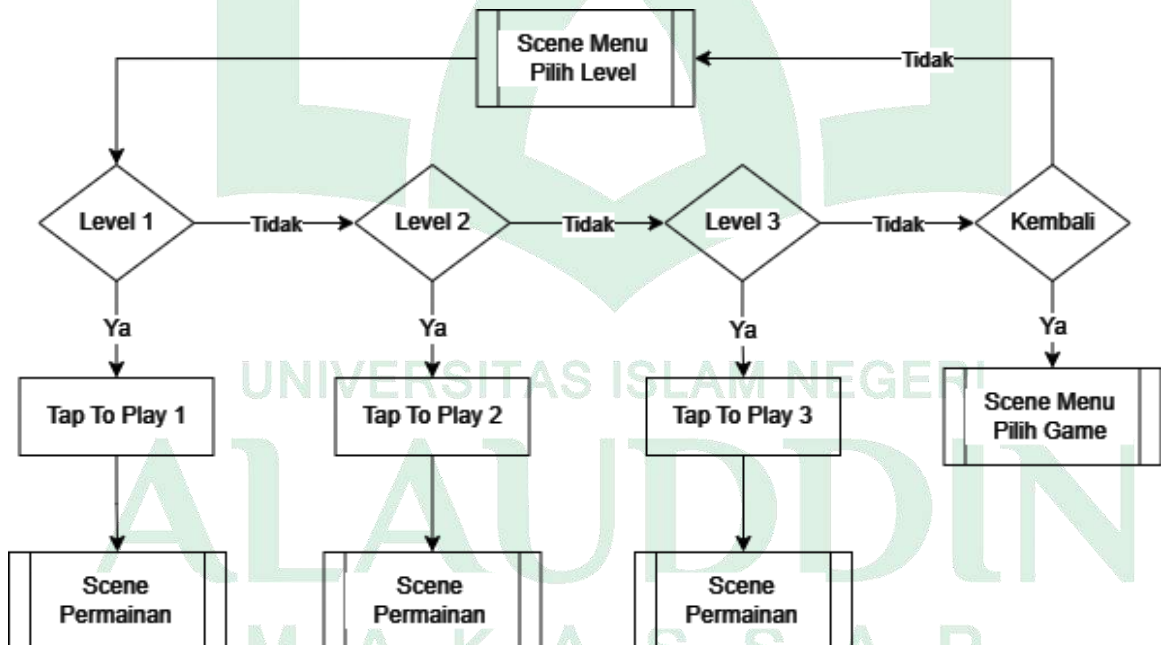 Scene Menu
Pilih Level
Tidak
Level 1
Tidak
Level 2
Tidak
Level 3
Tidak
Kembali
Ya
Ya
Ya
Ya
UNIVERSITAS ISLAM NEGERI
Tap To Play 1
Tap To Play 2
Tap To Play 3
Scene Menu
Pilih Game
ALAUDDIN
Scene
Permainan
Scene
Permainan
Scene
Permainan
MAKASSAR